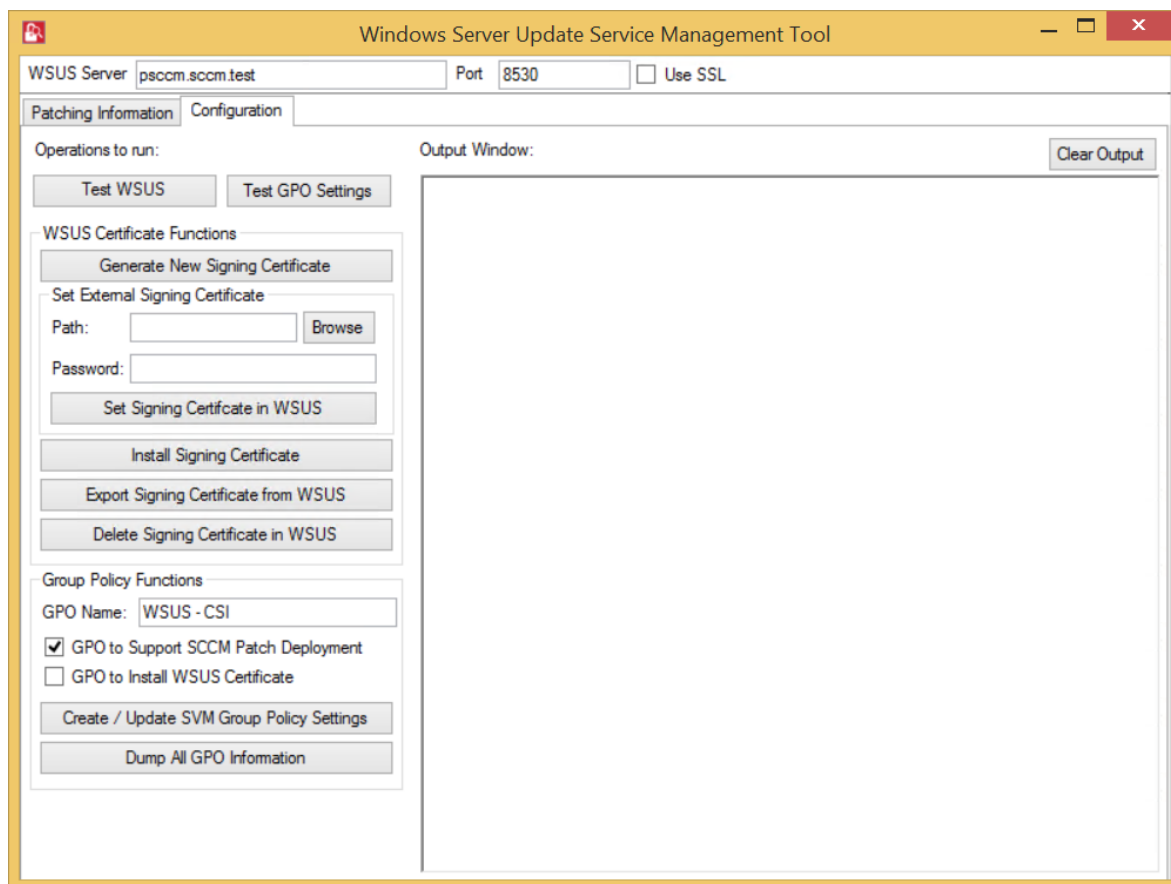 Windows Server Update Service Management Tool
WSUS Server psccm.sccm.test Port 8530 Use SSL
Patching Information Configuration
Operations to run: Output Window: Clear Output
Test WSUS Test GPO Settings
WSUS Certificate Functions
Generate New Signing Certificate
Set External Signing Certificate
Path: Browse
Password:
Set Signing Certifcate in WSUS
Install Signing Certificate
Export Signing Certificate from WSUS
Delete Signing Certificate in WSUS
Group Policy Functions
GPO Name: WSUS - CSI
GPO to Support SCCM Patch Deployment
GPO to Install WSUS Certificate
Create / Update SVM Group Policy Settings
Dump All GPO Information